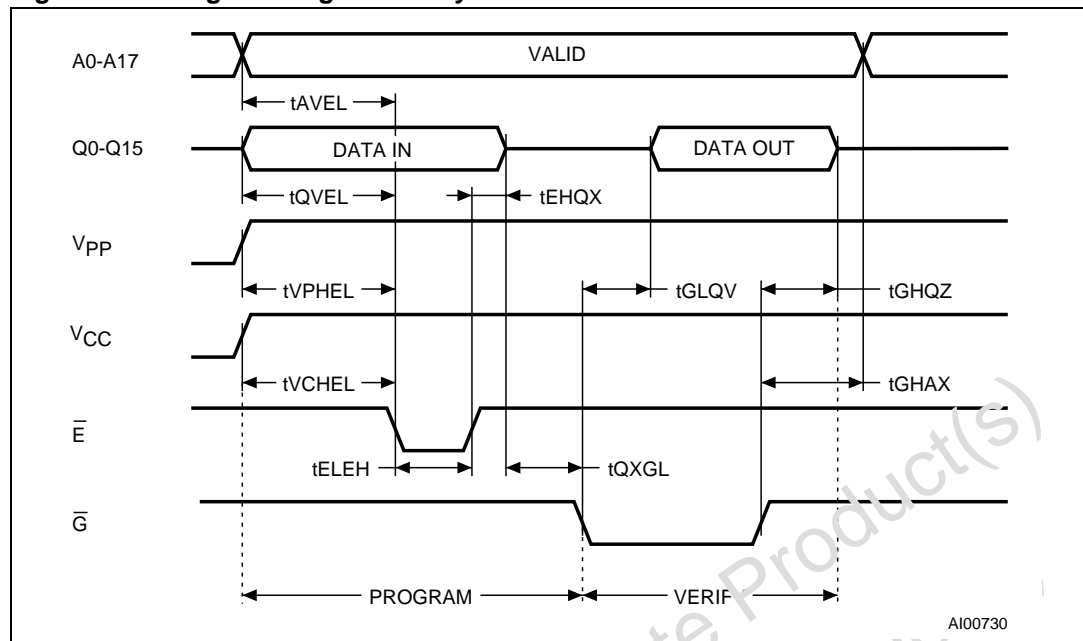 A0-A17
VALID
tAVEL
Q0-Q15
DATA IN
DATA OUT
tQVEL
tEHQX
VPP
tVPHEL
tGLQV
tGHQZ
VCC
tVCHEL
tGHAX
E
tELEH
tQXGL
G
PROGRAM
AI00730
Product(s)